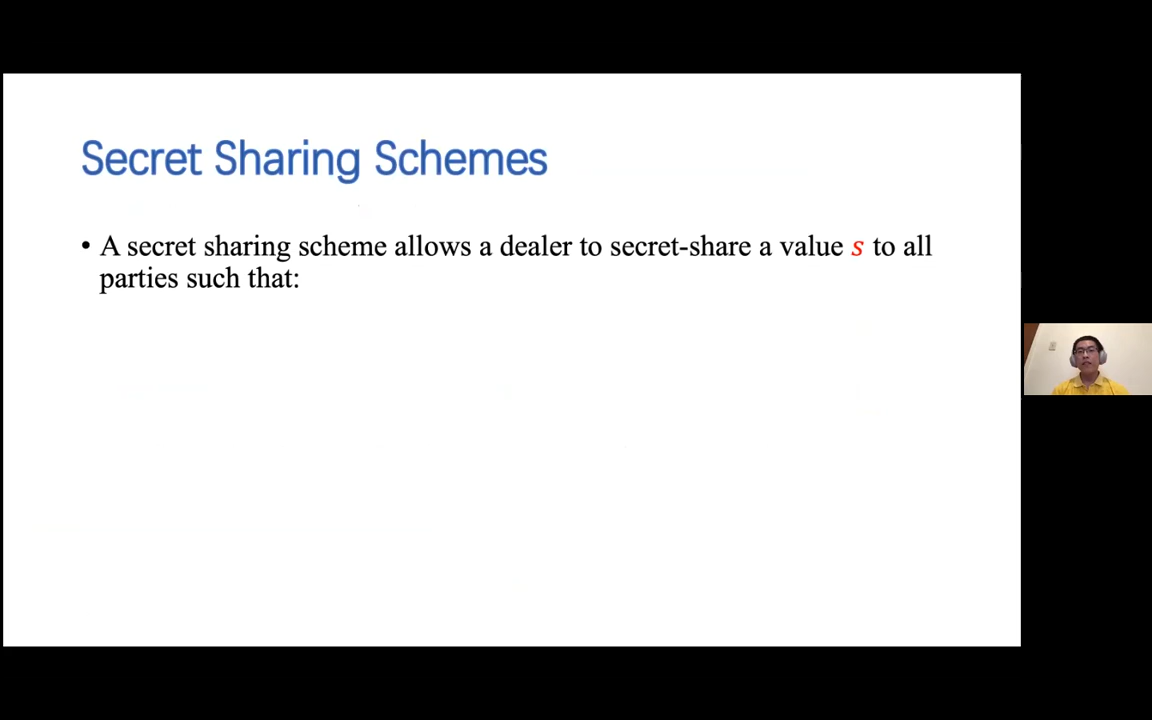 Secret Sharing Schemes
• A secret sharing scheme allows a dealer to secret-share a value s to all
parties such that: